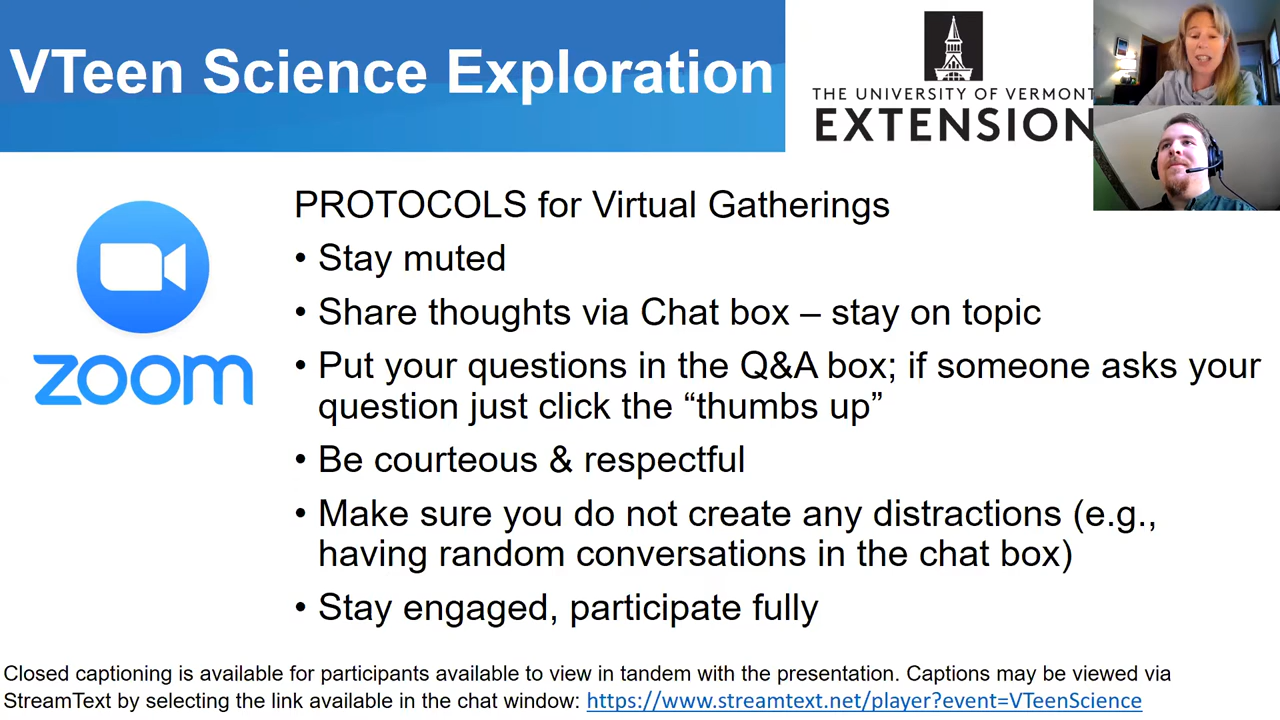 VTeen Science Exploration
THE UNIVERSITY OF VERMONT
EXTENSION
zoom
PROTOCOLS for Virtual Gatherings
• Stay muted
• Share thoughts via Chat box – stay on topic
• Put your questions in the Q&A box; if someone asks your
question just click the “thumbs up”
• Be courteous & respectful
• Make sure you do not create any distractions (e.g.,
having random conversations in the chat box)
• Stay engaged, participate fully
Closed captioning is available for participants available to view in tandem with the presentation. Captions may be viewed via
StreamText by selecting the link available in the chat window: https://www.streamtext.net/player?event=VTeenScience